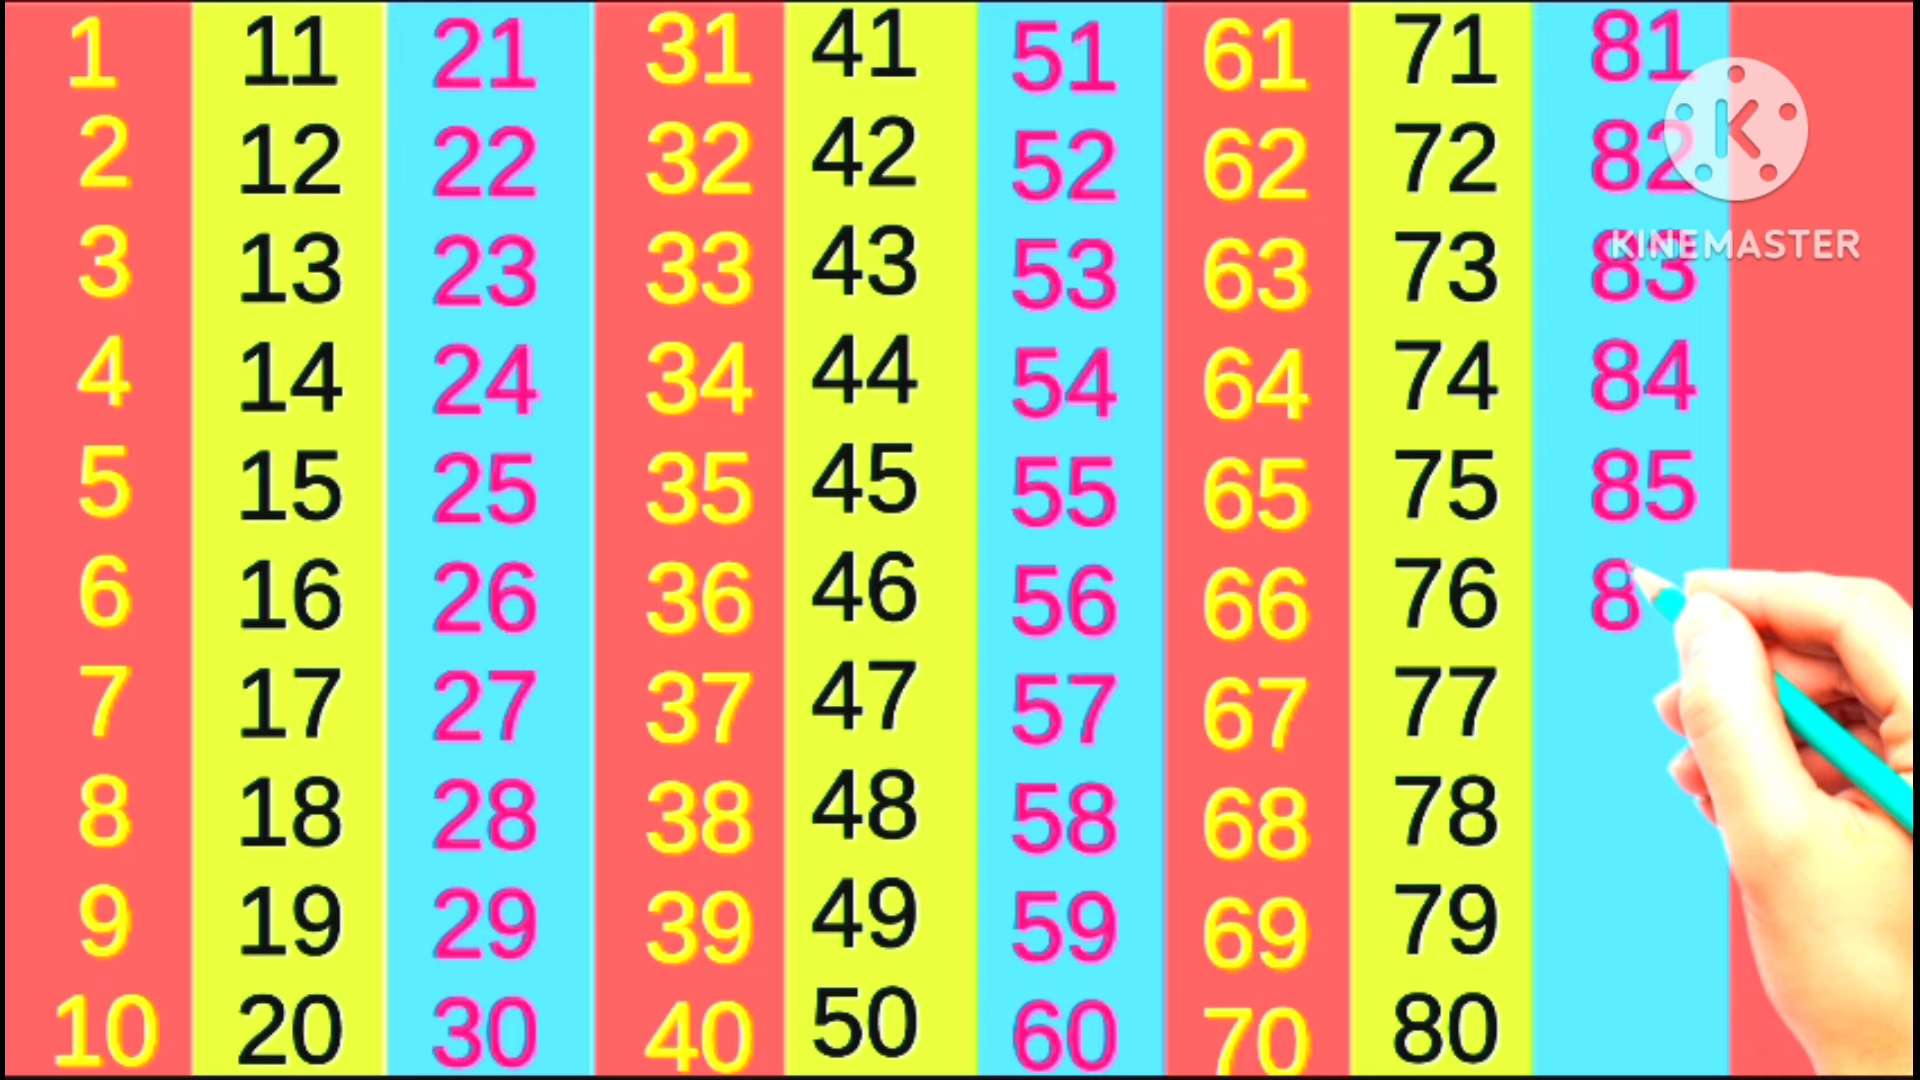 1 11 21 31 41 51 61 71 81
2 12 22 32 42 52 62 72 82
3 13 23 33 43 53 63 73 83
4 14 24 34 44 54 64 74 84
5 15 25 35 45 55 65 75 85
6 16 26 36 46 56 66 76 8
7 17 27 37 47 57 67 77
8 18 28 38 48 58 68 78
9 19 29 39 49 59 69 79
10 20 30 40 50 60 70 80
K
KINEMASTER